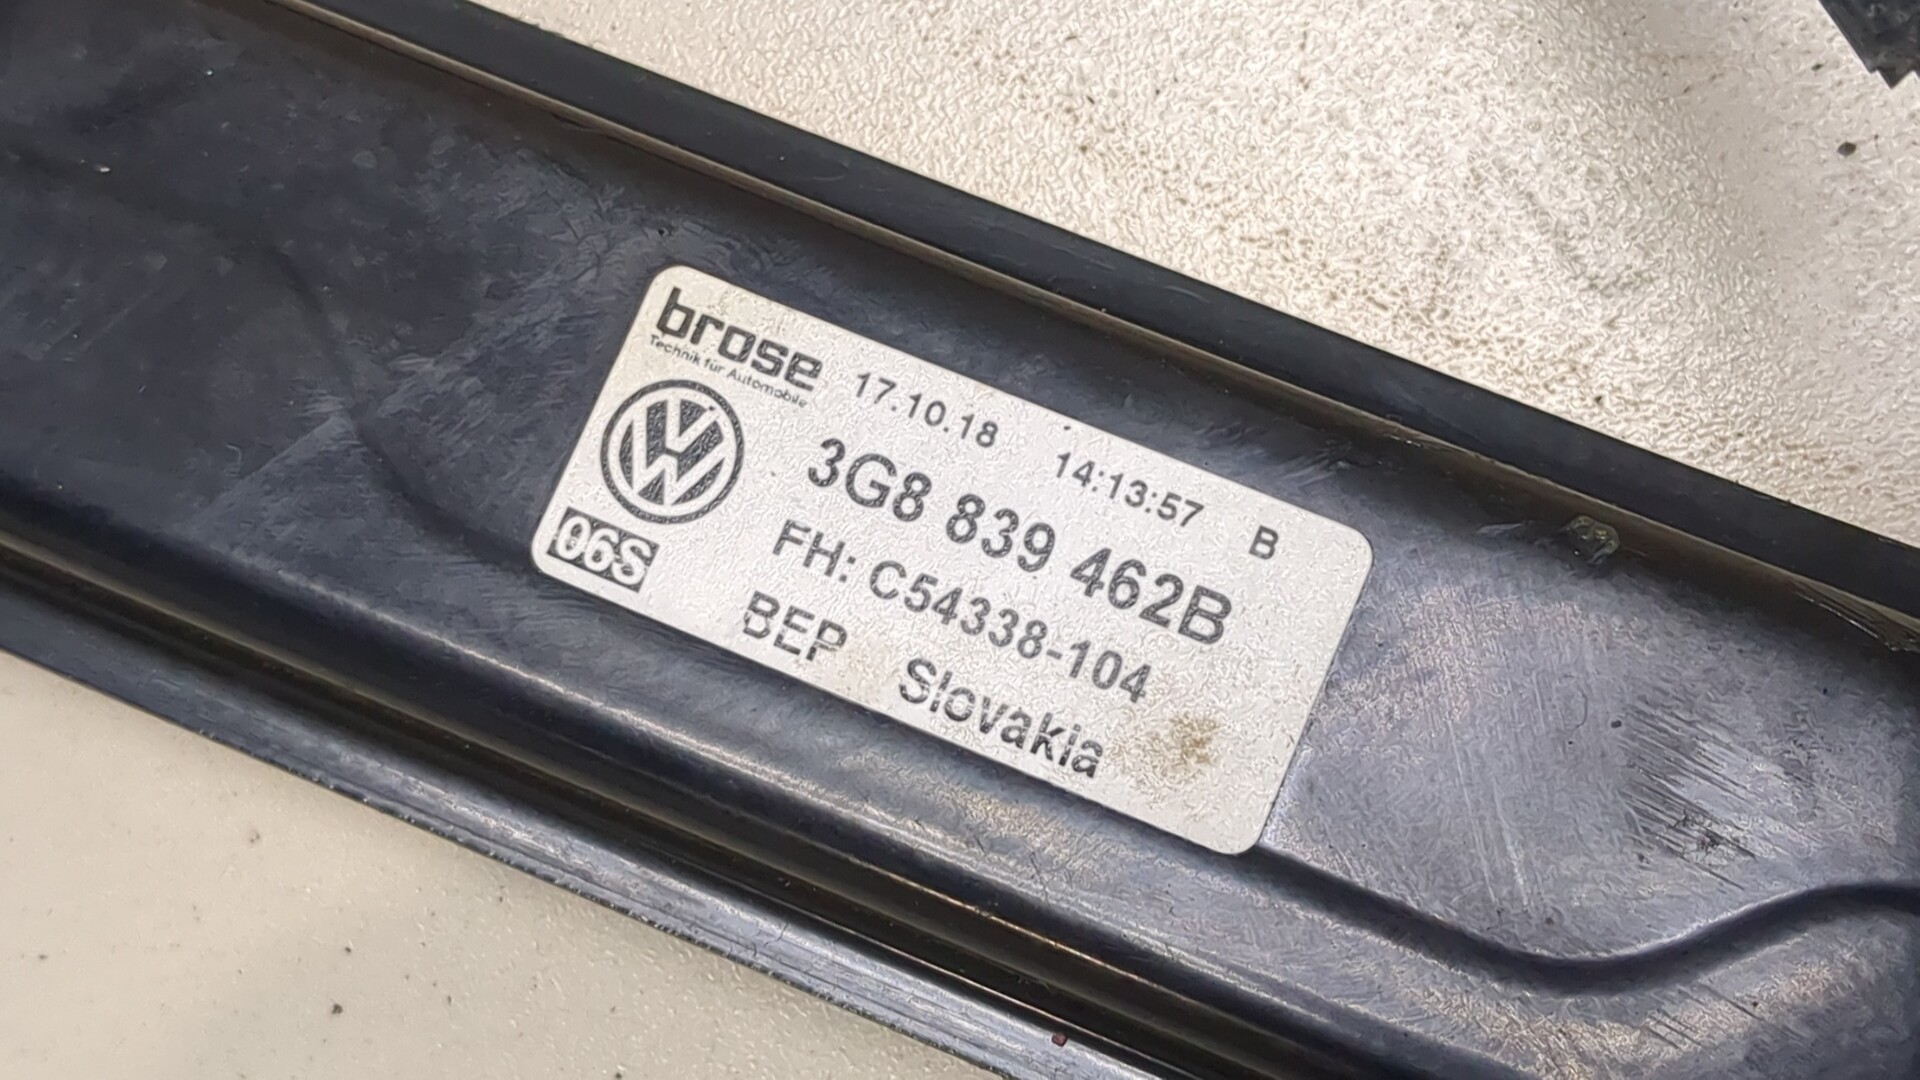 brose
Technik für Automobile
17.10.18 14:13:57 B
3G8 839 462B
FH: C54338-104
06S
BEP Slovakia